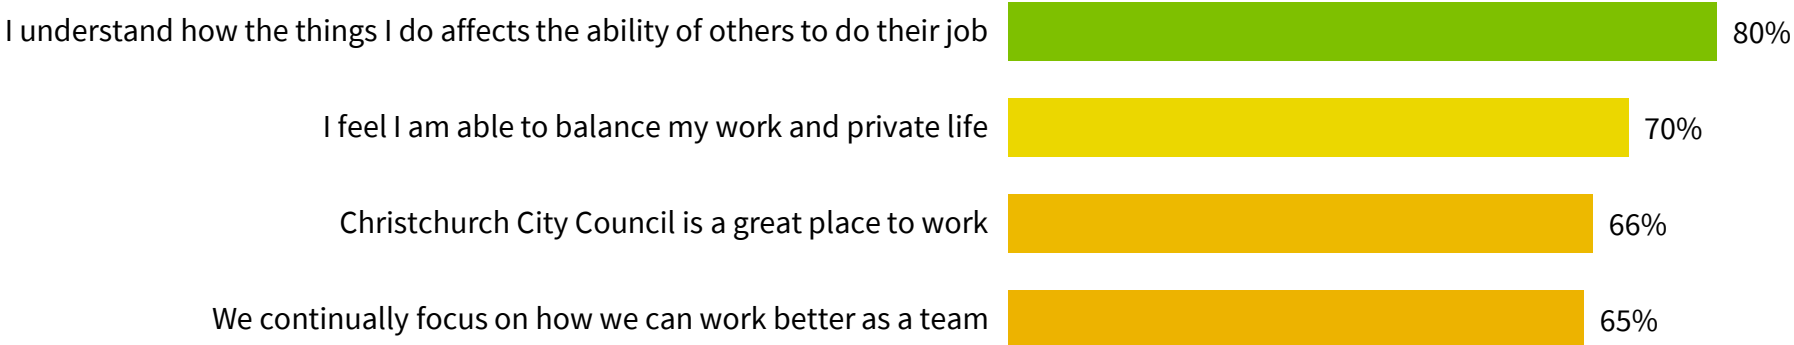 I understand how the things I do affects the ability of others to do their job 80%
I feel I am able to balance my work and private life 70%
Christchurch City Council is a great place to work 66%
We continually focus on how we can work better as a team 65%